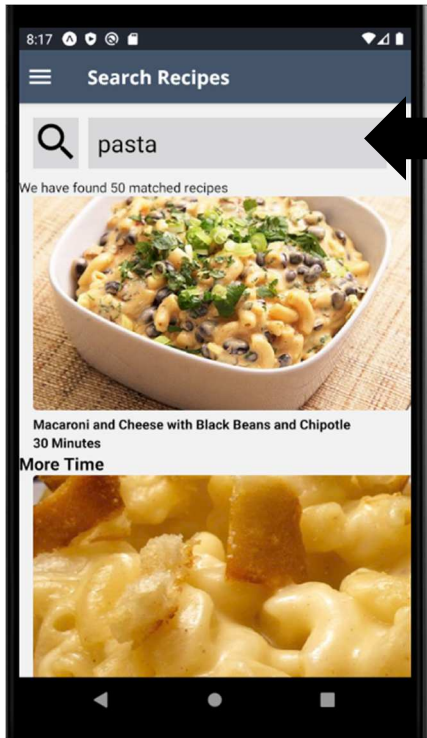 8:17
Search Recipes
pasta
We have found 50 matched recipes
Macaroni and Cheese with Black Beans and Chipotle
30 Minutes
More Time